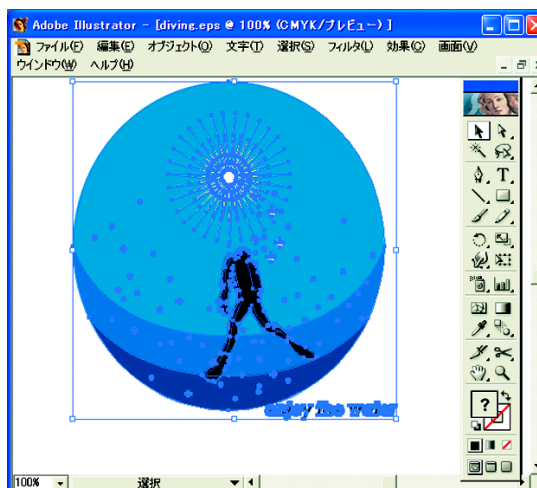 Adobe Illustrator - [diving.eps @ 100% (CMYK/プレビュー) ]
ファイル(F) 編集(E) オブジェクト(O) 文字(T) 選択(S) フィルタ(L) 効果(C) 画面(V)
ウインドウ(W) ヘルプ(H)
T
?
enjoy the water
100% 選択